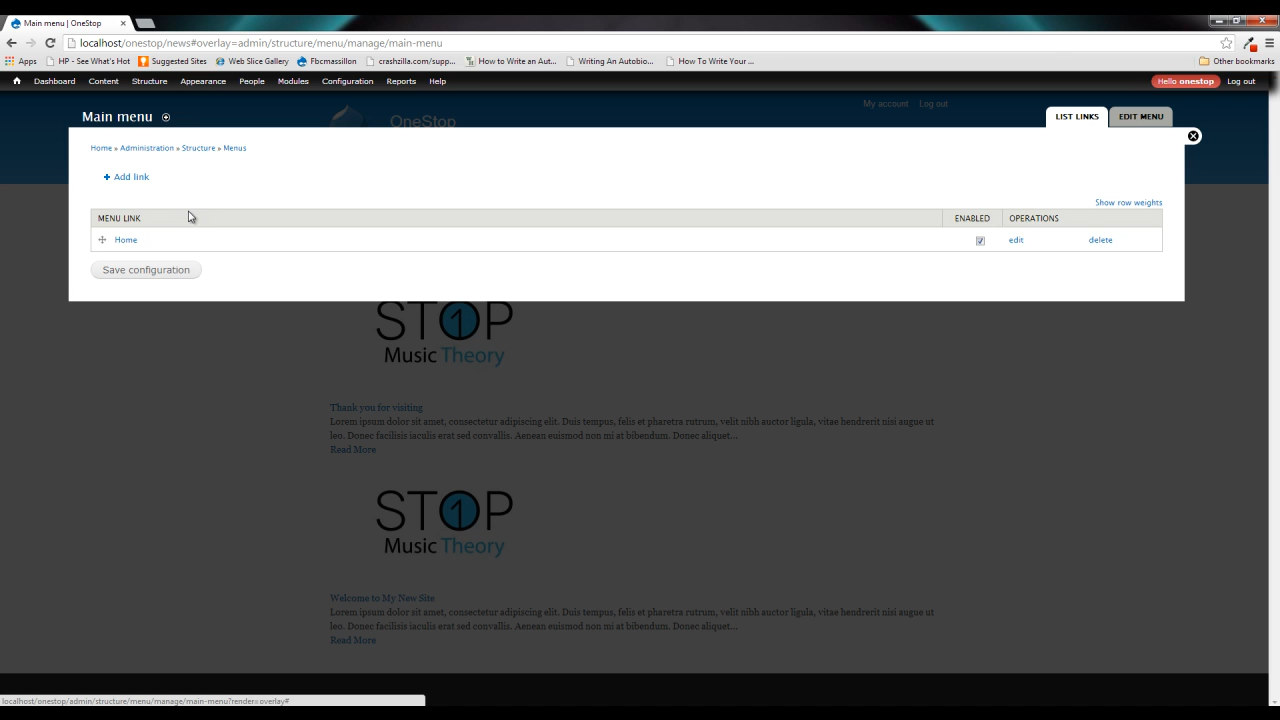 Main menu | OneStop
localhost/onestop/news#overlay=admin/structure/menu/manage/main-menu
Apps HP - See What's Hot Suggested Sites Web Slice Gallery Fbcmassillon crashzilla.com/supp... How to Write an Aut... Writing An Autobio... How To Write Your ... Other bookmarks
Dashboard Content Structure Appearance People Modules Configuration Reports Help Hello onestop Log out
My account Log out
Main menu LIST LINKS EDIT MENU
OneStop
Home » Administration » Structure » Menus
+ Add link
Show row weights
MENU LINK ENABLED OPERATIONS
Home edit delete
Save configuration
ST1P
Music Theory
Thank you for visiting
Lorem ipsum dolor sit amet, consectetur adipiscing elit. Duis tempus, felis et pharetra rutrum, velit nibh auctor ligula, vitae hendrerit nisi augue ut
leo. Donec facilisis iaculis erat sed convallis. Aenean euismod non mi at bibendum. Donec aliquet...
Read More
ST1P
Music Theory
Welcome to My New Site
Lorem ipsum dolor sit amet, consectetur adipiscing elit. Duis tempus, felis et pharetra rutrum, velit nibh auctor ligula, vitae hendrerit nisi augue ut
leo. Donec facilisis iaculis erat sed convallis. Aenean euismod non mi at bibendum. Donec aliquet...
Read More
localhost/onestop/admin/structure/menu/manage/main-menu?render=overlay#